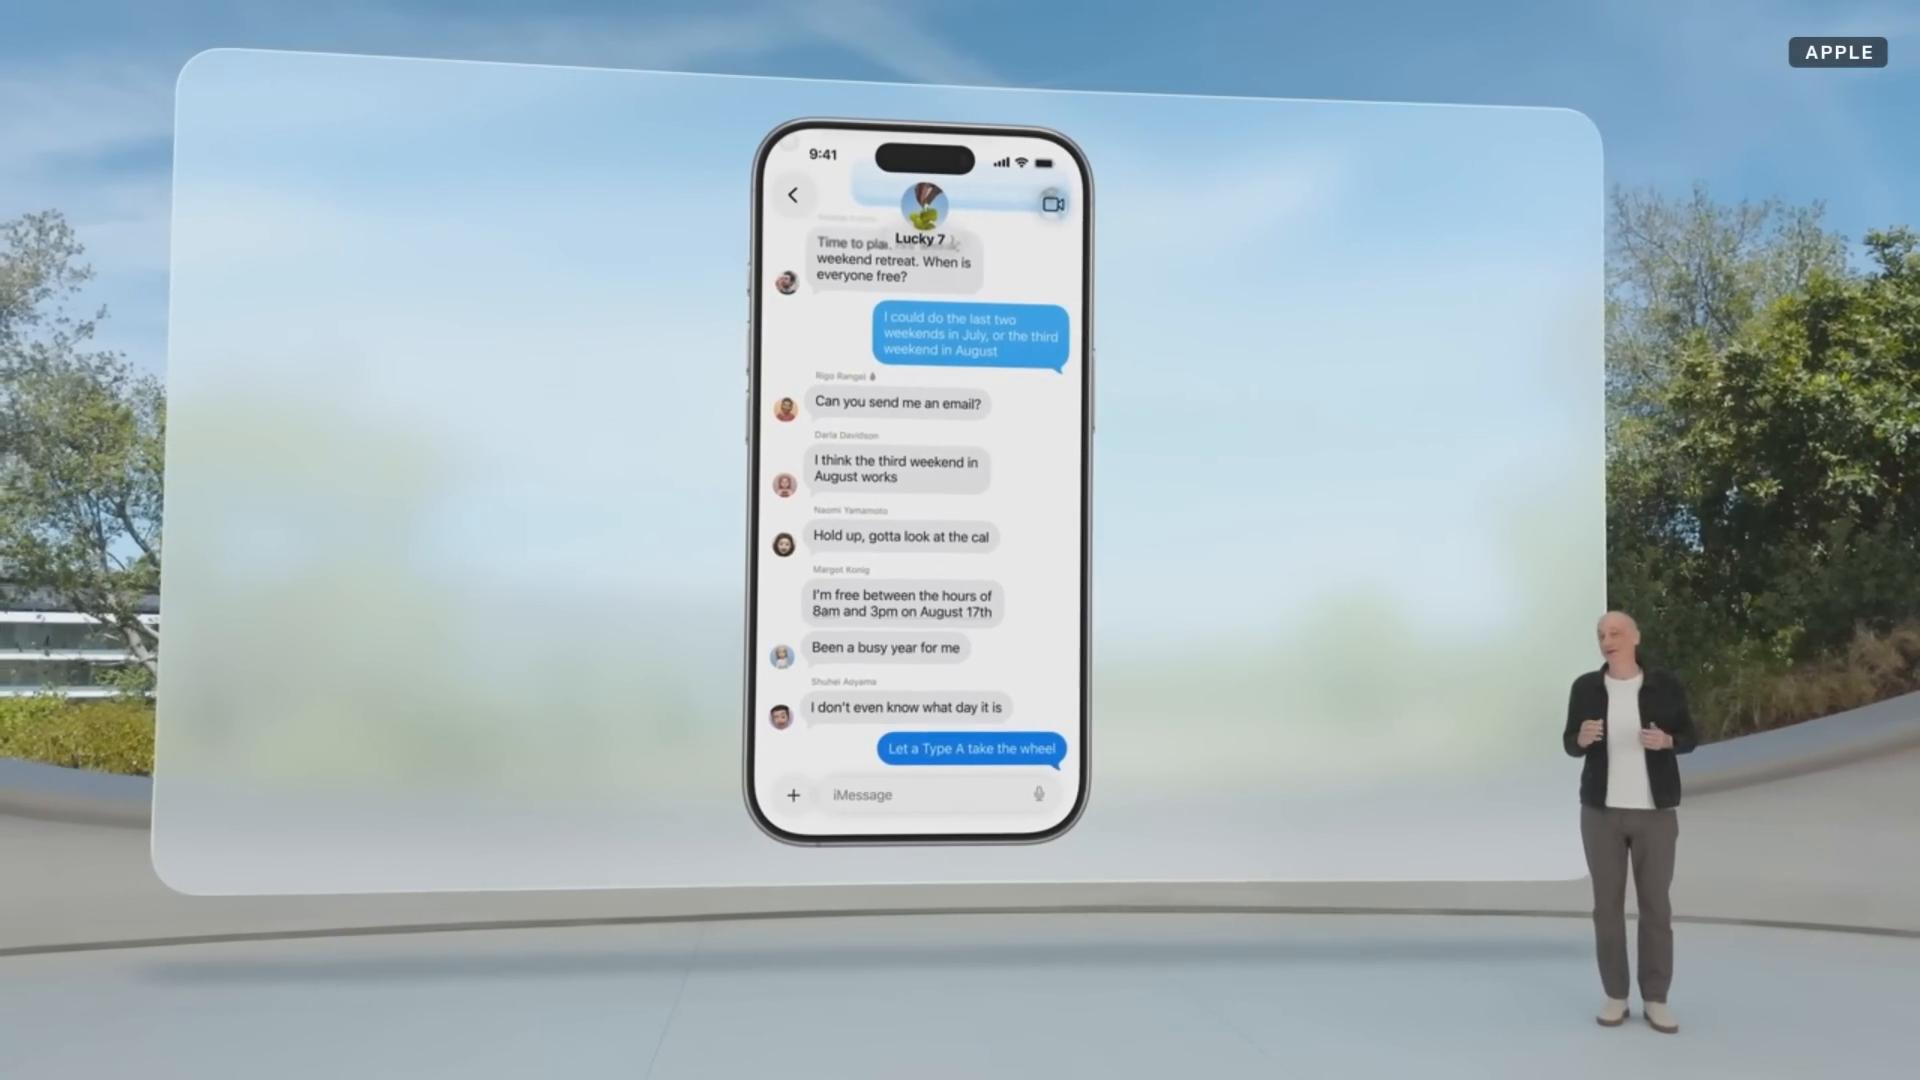 APPLE
9:41
Lucky 7
Time to
weekend retreat. When is
everyone free?
I could do the last two
weekends in July, or the third
weekend in August
Rigo Rangel
Can you send me an email?
Darla Davidson
I think the third weekend in
August works
Naomi Yamamoto
Hold up, gotta look at the cal
Margot Konig
I'm free between the hours of
8am and 3pm on August 17th
Been a busy year for me
Shuhei Aoyama
I don't even know what day it is
Let a Type A take the wheel
iMessage